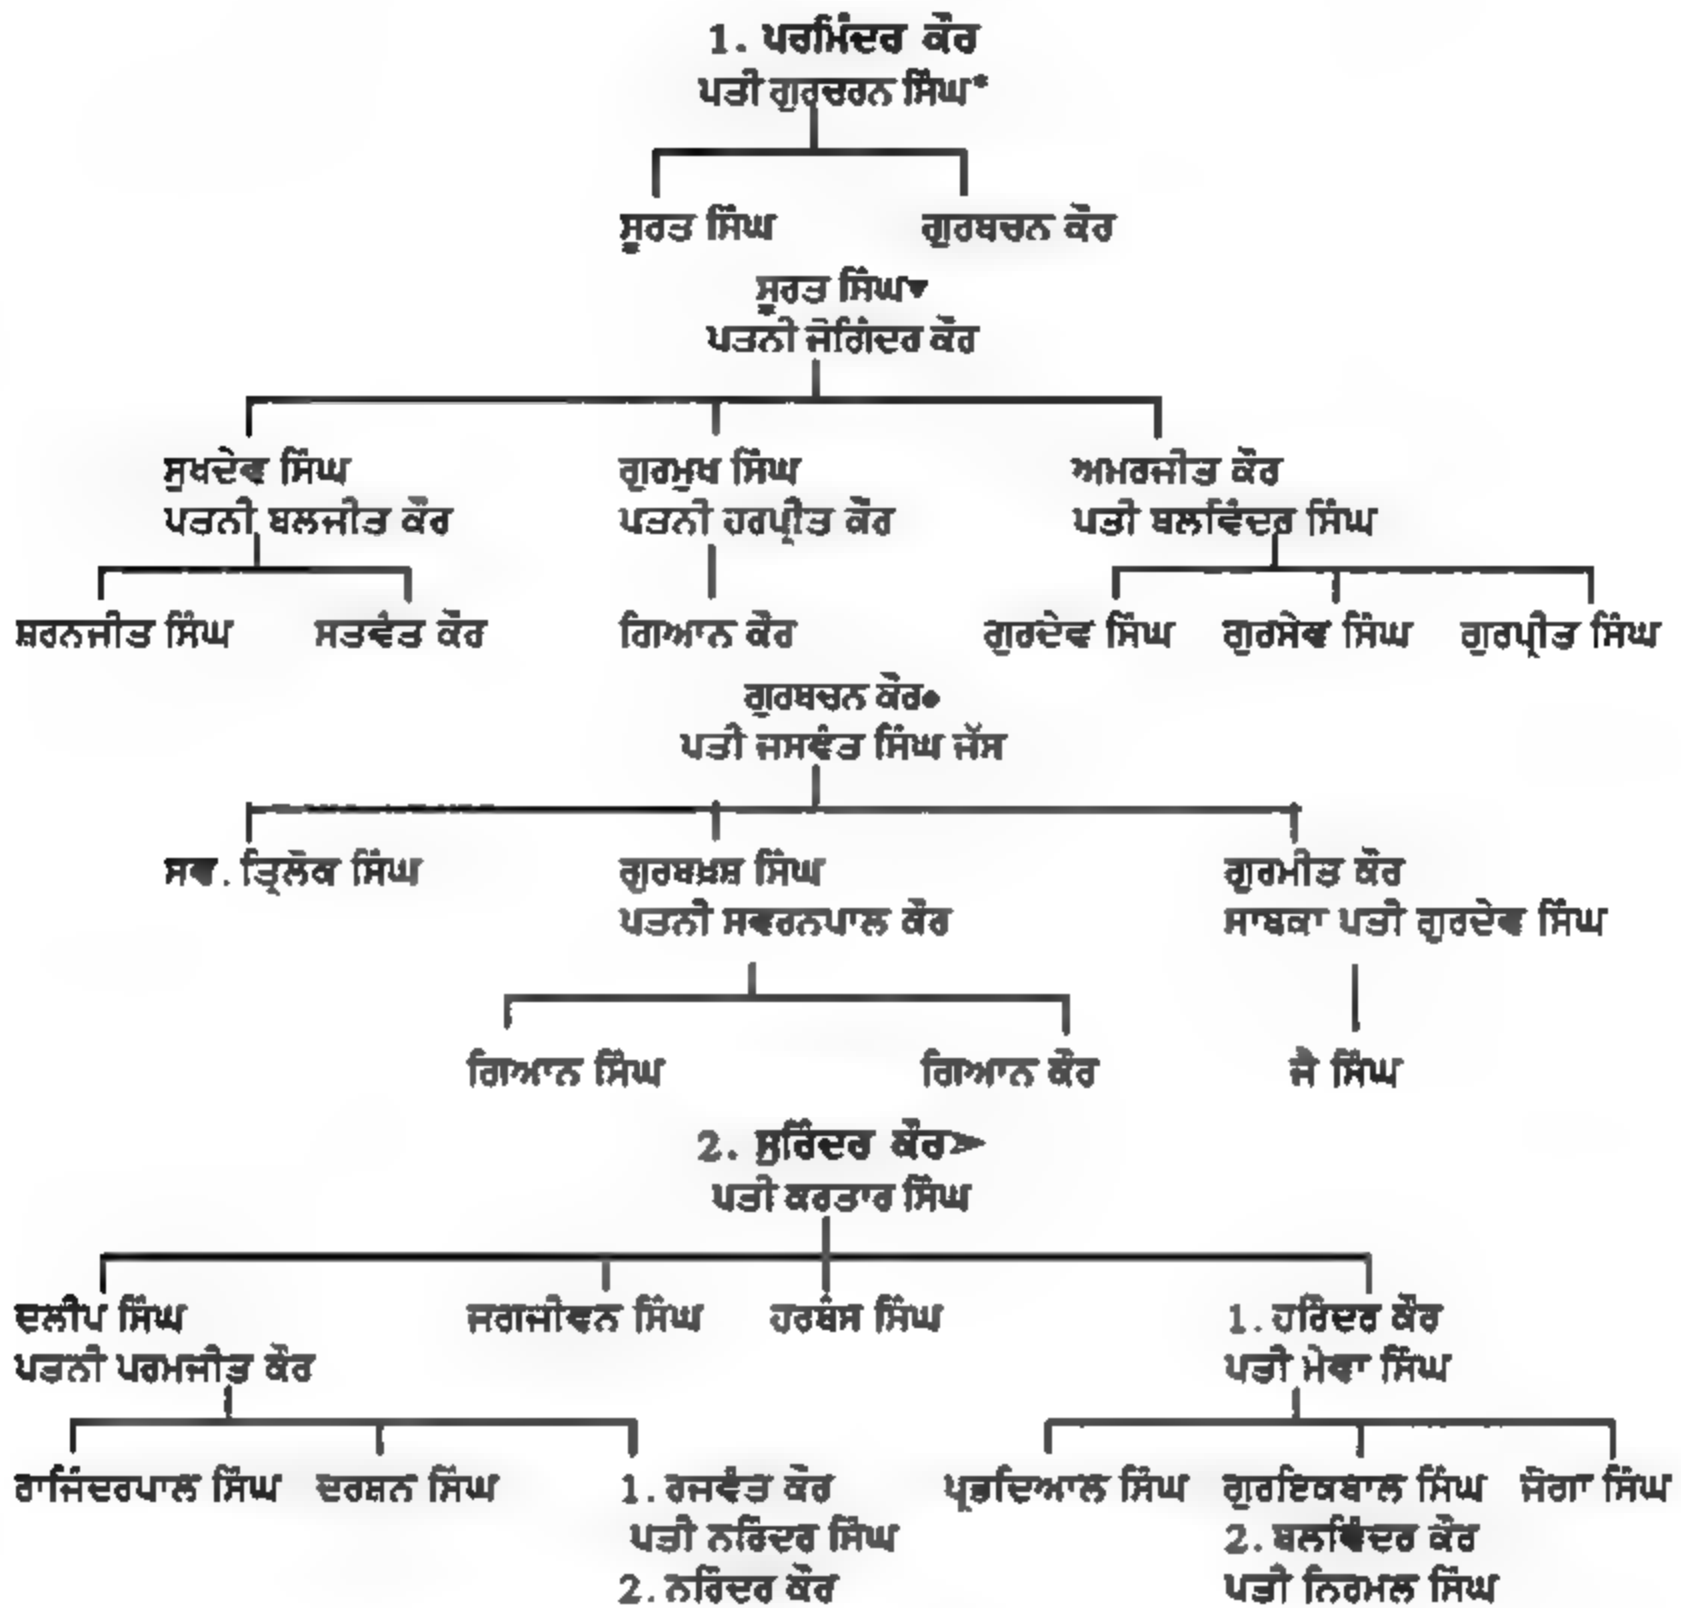 1. ਪਰਮਿੰਦਰ ਕੌਰ
ਪਤੀ ਗੁਰਚਰਨ ਸਿੰਘ*
ਸੂਰਤ ਸਿੰਘ ਗੁਰਬਚਨ ਕੌਰ
ਸੂਰਤ ਸਿੰਘ▼
ਪਤਨੀ ਜੋਗਿੰਦਰ ਕੌਰ
ਸੁਖਦੇਵ ਸਿੰਘ ਗੁਰਮੁਖ ਸਿੰਘ ਅਮਰਜੀਤ ਕੌਰ
ਪਤਨੀ ਬਲਜੀਤ ਕੌਰ ਪਤਨੀ ਹਰਪ੍ਰੀਤ ਕੌਰ ਪਤੀ ਬਲਵਿੰਦਰ ਸਿੰਘ
ਸ਼ਰਨਜੀਤ ਸਿੰਘ ਸਤਵੰਤ ਕੌਰ ਗਿਆਨ ਕੌਰ ਗੁਰਦੇਵ ਸਿੰਘ ਗੁਰਸੇਵ ਸਿੰਘ ਗੁਰਪ੍ਰੀਤ ਸਿੰਘ
ਗੁਰਬਚਨ ਕੌਰ●
ਪਤੀ ਜਸਵੰਤ ਸਿੰਘ ਜੱਸ
ਸਵ. ਤ੍ਰਿਲੋਕ ਸਿੰਘ ਗੁਰਬਖ਼ਸ਼ ਸਿੰਘ ਗੁਰਮੀਤ ਕੌਰ
ਪਤਨੀ ਸਵਰਨਪਾਲ ਕੌਰ ਸਾਬਕਾ ਪਤੀ ਗੁਰਦੇਵ ਸਿੰਘ
ਗਿਆਨ ਸਿੰਘ ਗਿਆਨ ਕੌਰ ਜੈ ਸਿੰਘ
2. ਸੁਰਿੰਦਰ ਕੌਰ➤
ਪਤੀ ਕਰਤਾਰ ਸਿੰਘ
ਦਲੀਪ ਸਿੰਘ ਜਗਜੀਵਨ ਸਿੰਘ ਹਰਬੰਸ ਸਿੰਘ 1. ਹਰਿੰਦਰ ਕੌਰ
ਪਤਨੀ ਪਰਮਜੀਤ ਕੌਰ ਪਤੀ ਮੇਵਾ ਸਿੰਘ
ਰਾਜਿੰਦਰਪਾਲ ਸਿੰਘ ਦਰਸ਼ਨ ਸਿੰਘ 1. ਰਜਵੰਤ ਕੌਰ ਪ੍ਰਭਦਿਆਲ ਸਿੰਘ ਗੁਰਇਕਬਾਲ ਸਿੰਘ ਜੋਗਾ ਸਿੰਘ
ਪਤੀ ਨਰਿੰਦਰ ਸਿੰਘ 2. ਬਲਵਿੰਦਰ ਕੌਰ
2. ਨਰਿੰਦਰ ਕੌਰ ਪਤੀ ਨਿਰਮਲ ਸਿੰਘ